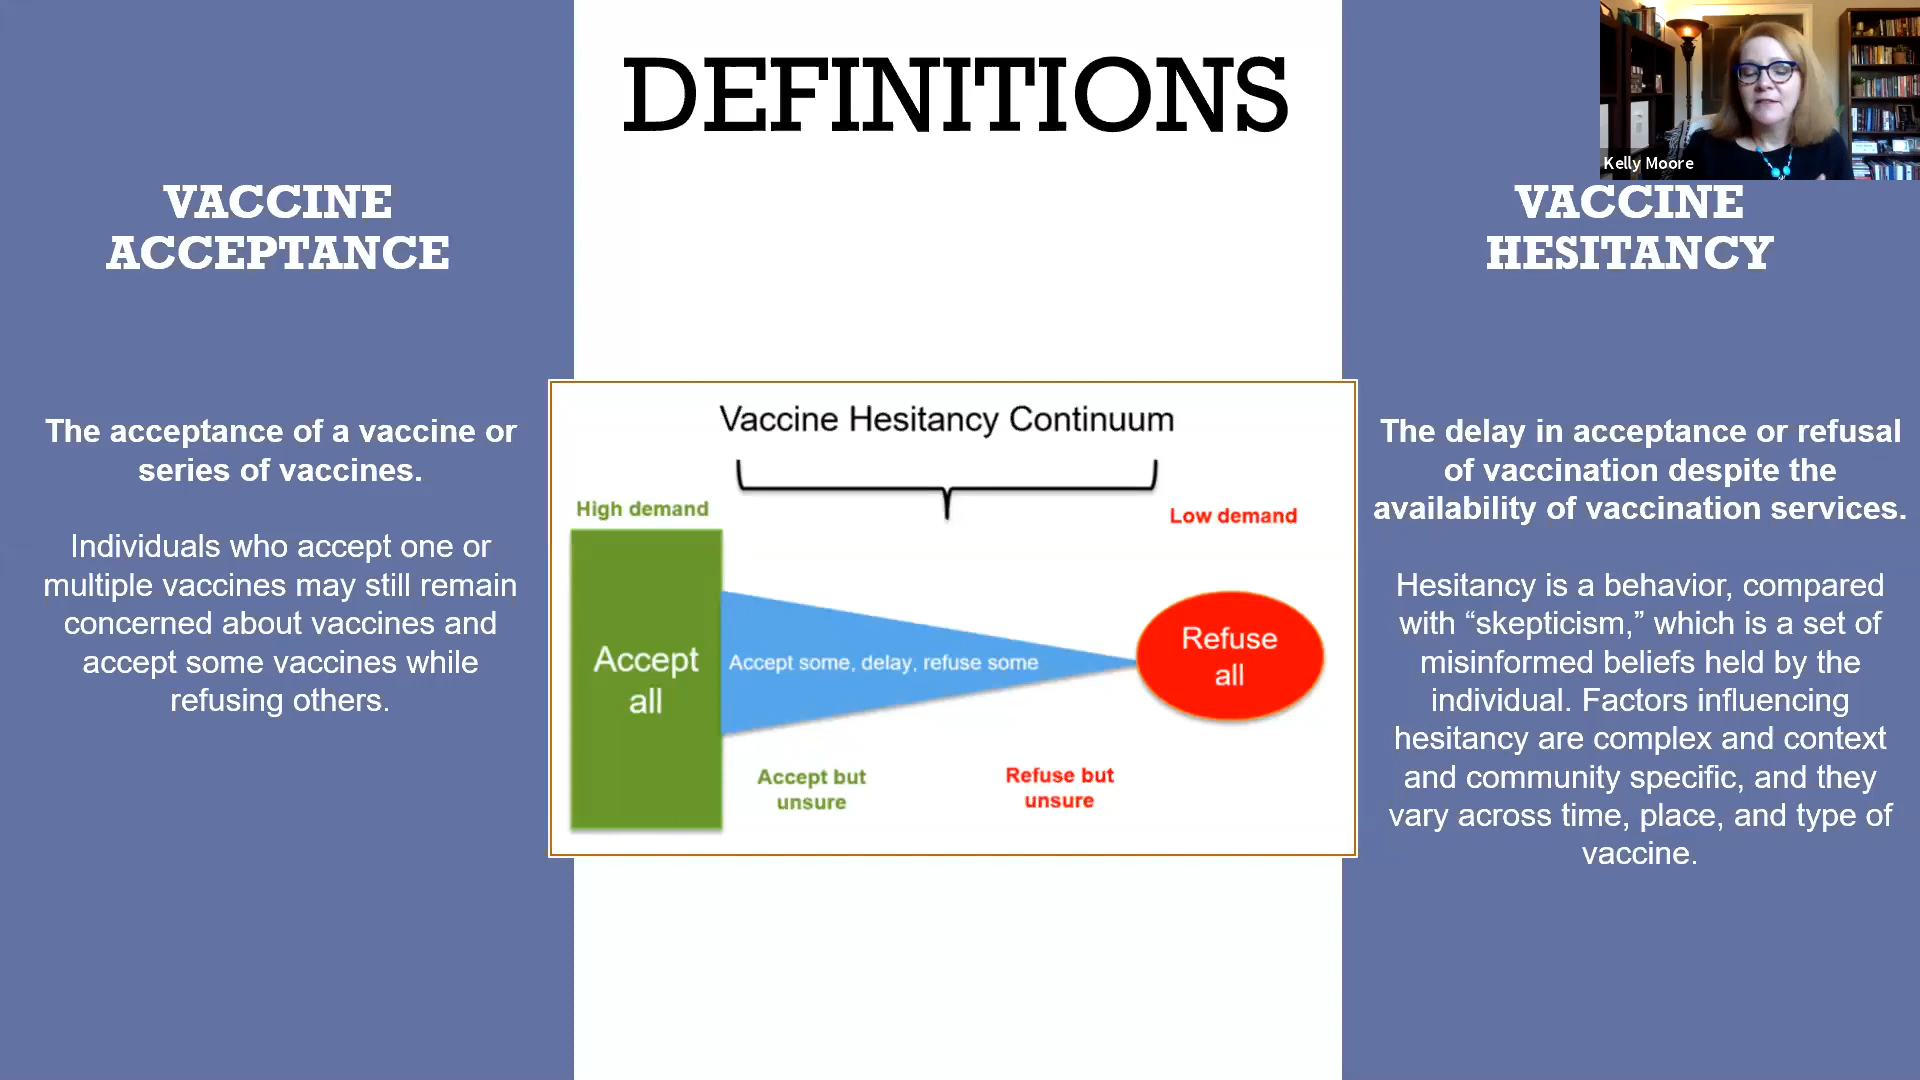 DEFINITIONS
Kelly Moore
VACCINE
ACCEPTANCE
The acceptance of a vaccine or
series of vaccines.
Individuals who accept one or
multiple vaccines may still remain
concerned about vaccines and
accept some vaccines while
refusing others.
Vaccine Hesitancy Continuum
High demand
Low demand
Accept
all
Accept some, delay, refuse some
Refuse
all
Accept but
unsure
Refuse but
unsure
VACCINE
HESITANCY
The delay in acceptance or refusal
of vaccination despite the
availability of vaccination services.
Hesitancy is a behavior, compared
with “skepticism,” which is a set of
misinformed beliefs held by the
individual. Factors influencing
hesitancy are complex and context
and community specific, and they
vary across time, place, and type of
vaccine.